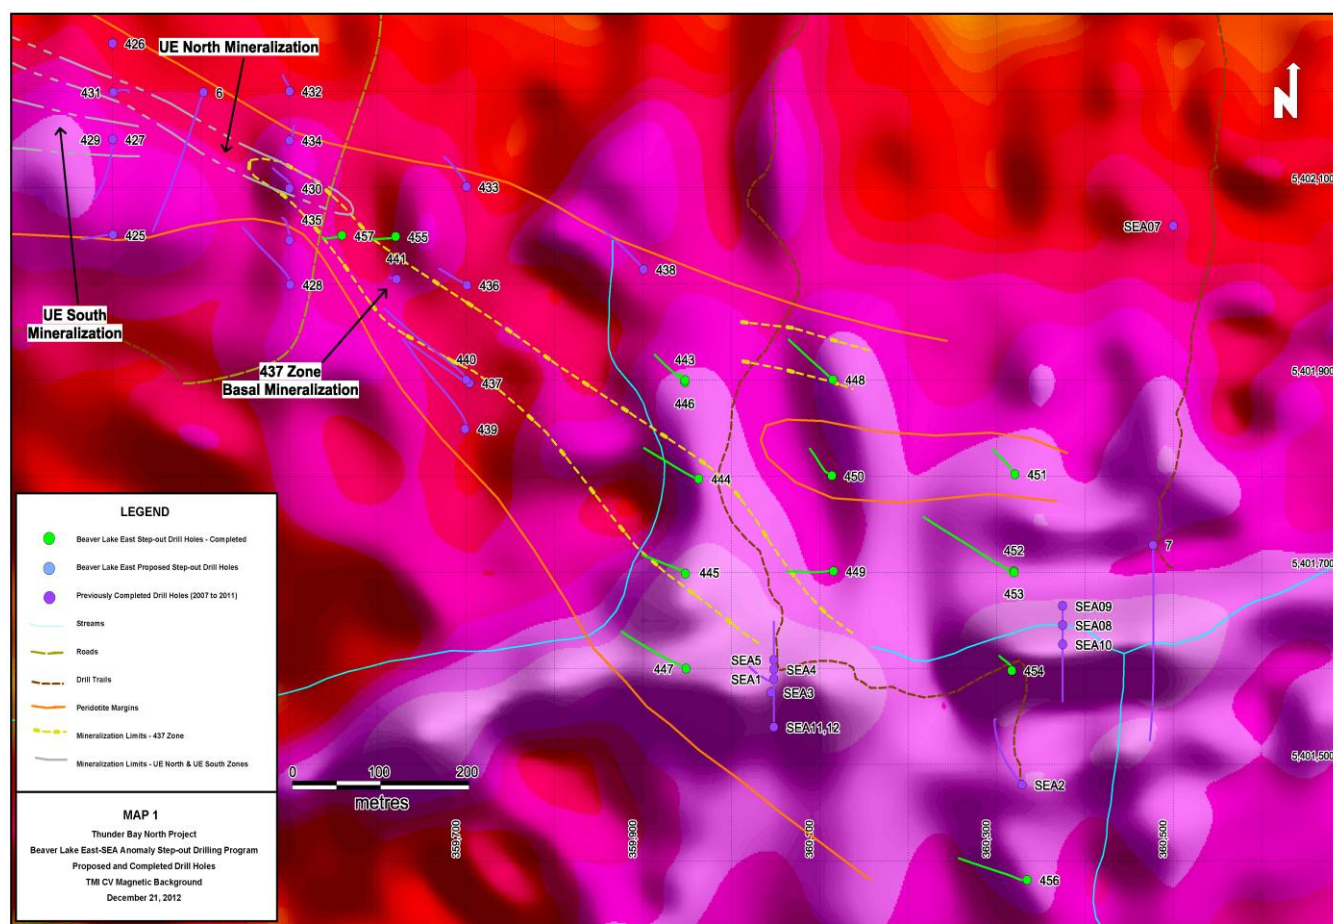 426
UE North Mineralization
N
431
6
432
429
427
434
430
433
5,402,100
435
SEA07
425
457
455
441
438
428
436
UE South
Mineralization
437 Zone
Basal Mineralization
440
437
443
446
448
5,401,900
439
444
450
451
445
449
452
453
7
5,401,700
SEA09
SEA08
SEA10
447
SEA5
SEA4
SEA1
SEA3
SEA11,12
454
5,401,500
SEA2
456
LEGEND
Beaver Lake East Step-out Drill Holes - Completed
Beaver Lake East Proposed Step-out Drill Holes
Previously Completed Drill Holes (2007 to 2011)
Streams
Roads
Drill Trails
Peridotite Margins
Mineralization Limits - 437 Zone
Mineralization Limits - UE North & UE South Zones
0 100 200
metres
359,700
359,900
360,100
360,300
360,500
MAP 1
Thunder Bay North Project
Beaver Lake East-SEA Anomaly Step-out Drilling Program
Proposed and Completed Drill Holes
TMI CV Magnetic Background
December 21, 2012